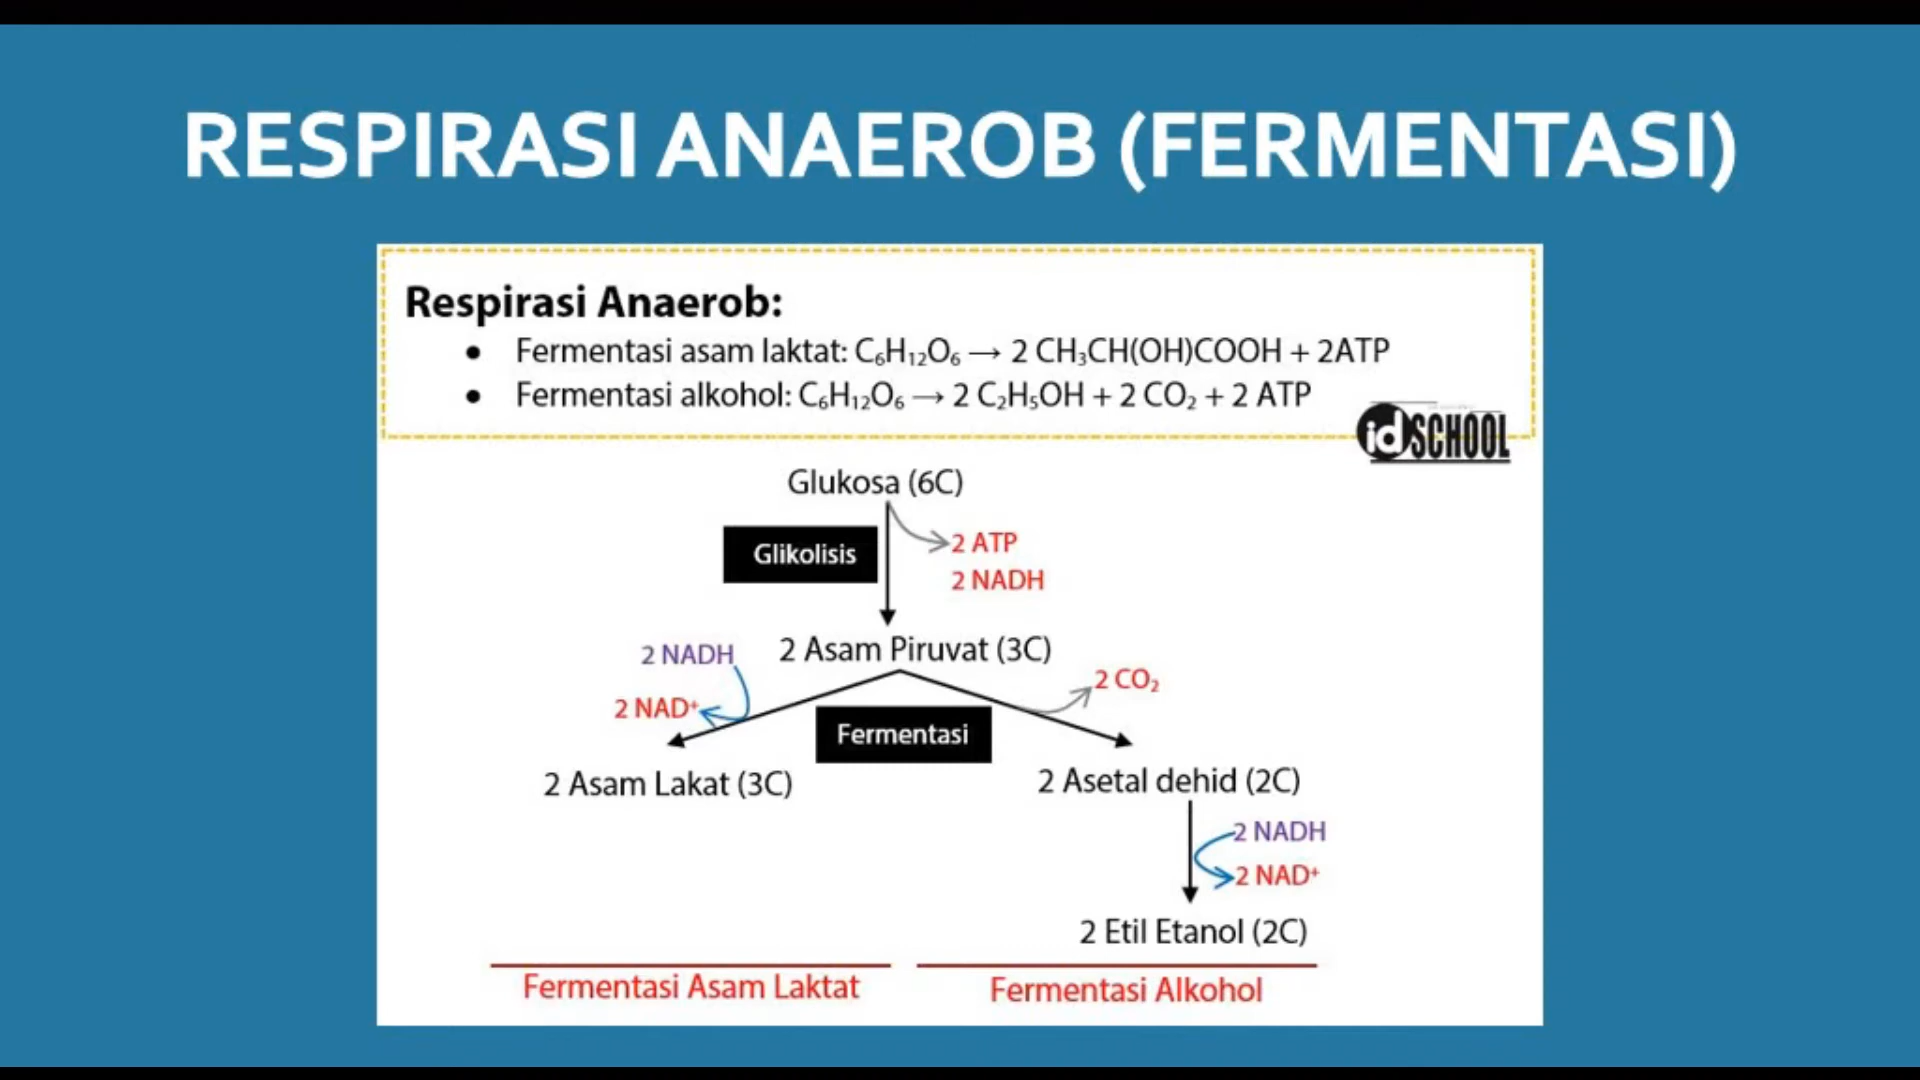 RESPIRASI ANAEROB (FERMENTASI)
Respirasi Anaerob:
• Fermentasi asam laktat: C₆H₁₂O₆ → 2 CH₃CH(OH)COOH + 2ATP
• Fermentasi alkohol: C₆H₁₂O₆ → 2 C₂H₅OH + 2 CO₂ + 2 ATP
idSCHOOL
Glukosa (6C)
Glikolisis
2 ATP
2 NADH
2 NADH
2 Asam Piruvat (3C)
2 CO₂
2 NAD⁺
Fermentasi
2 Asam Lakat (3C)
2 Asetal dehid (2C)
2 NADH
2 NAD⁺
2 Etil Etanol (2C)
Fermentasi Asam Laktat
Fermentasi Alkohol